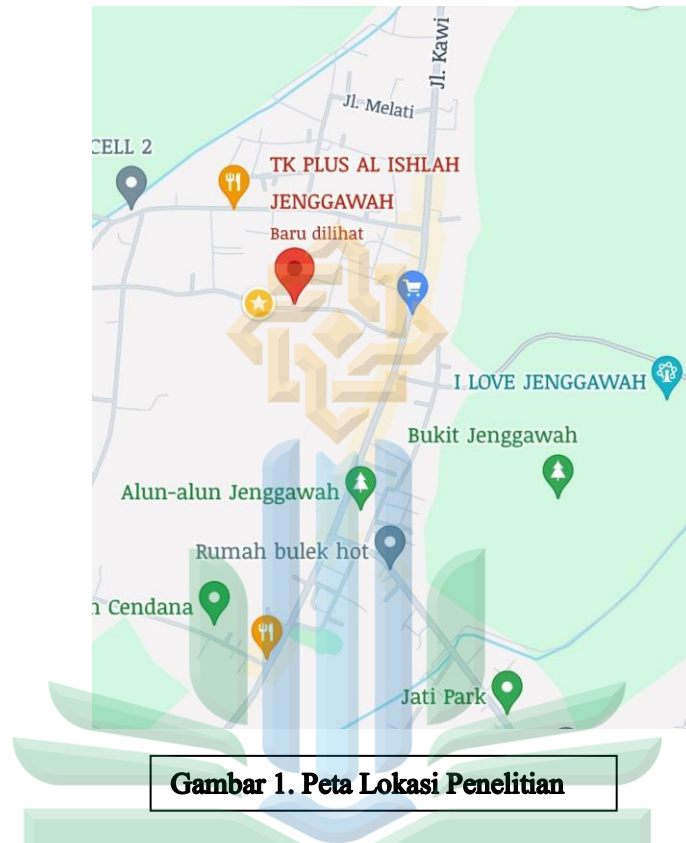 Jl. Kawi
Jl. Melati
CELL 2
TK PLUS AL ISHLAH
JENGGAWAH
Baru dilihat
I LOVE JENGGAWAH
Bukit Jenggawah
Alun-alun Jenggawah
Rumah bulek hot
n Cendana
Jati Park
Gambar 1. Peta Lokasi Penelitian